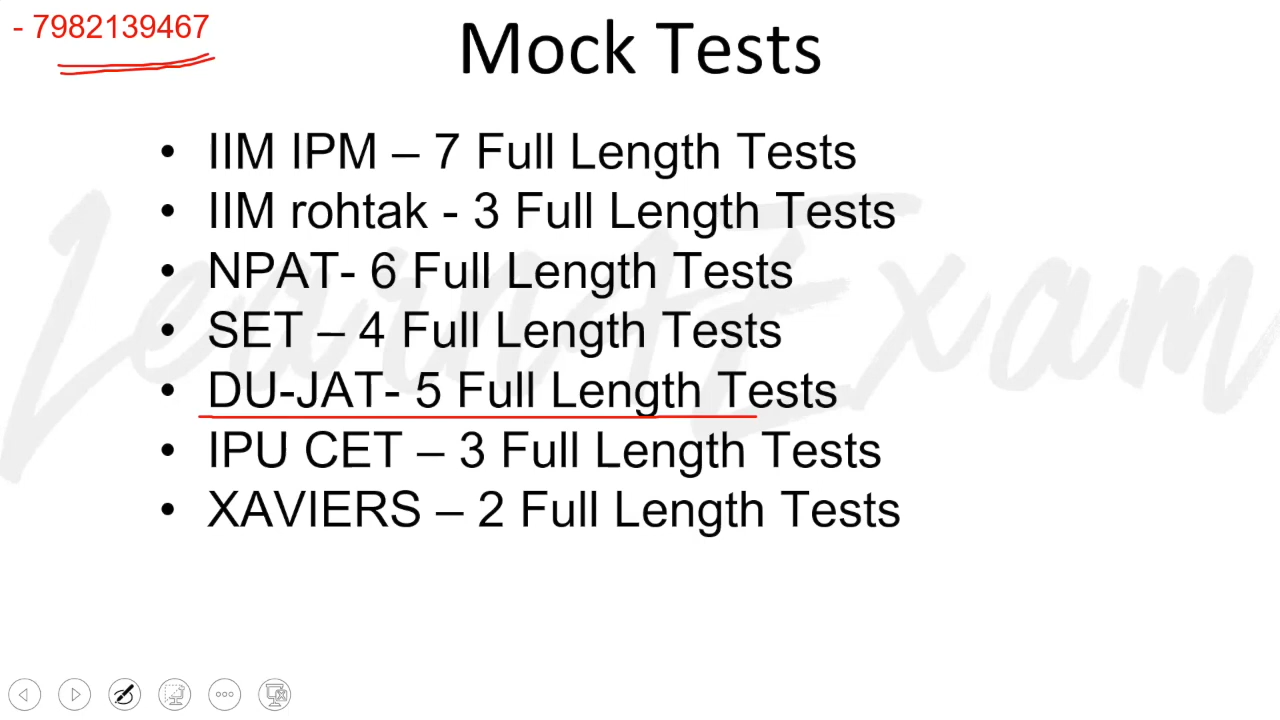 - 7982139467
Mock Tests
• IIM IPM – 7 Full Length Tests
• IIM rohtak - 3 Full Length Tests
• NPAT- 6 Full Length Tests
• SET – 4 Full Length Tests
• DU-JAT- 5 Full Length Tests
• IPU CET – 3 Full Length Tests
• XAVIERS – 2 Full Length Tests
Learn4Exam